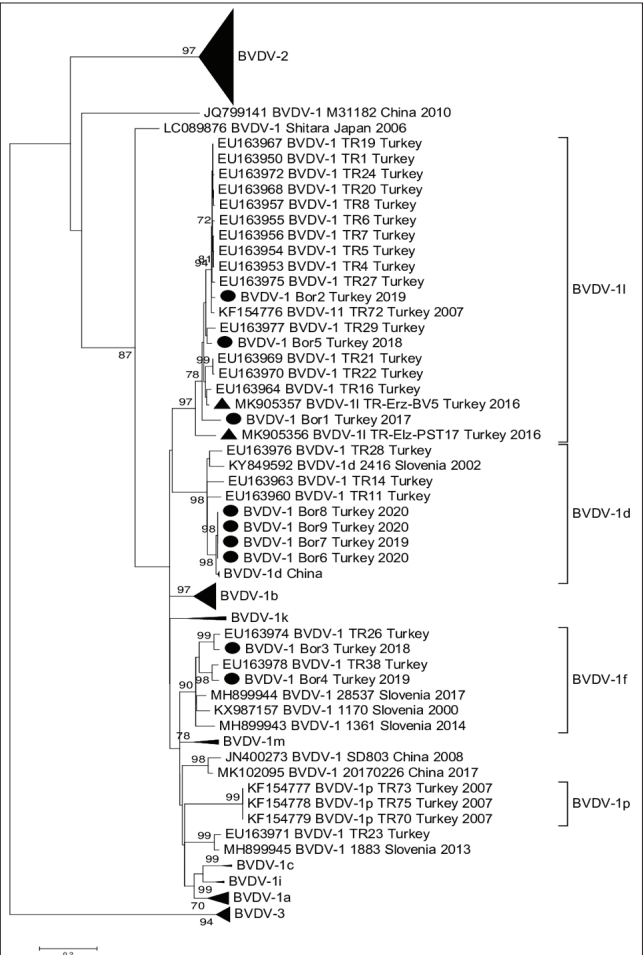 97
BVDV-2
JQ799141 BVDV-1 M31182 China 2010
LC089876 BVDV-1 Shitara Japan 2006
EU163967 BVDV-1 TR19 Turkey
EU163950 BVDV-1 TR1 Turkey
EU163972 BVDV-1 TR24 Turkey
EU163968 BVDV-1 TR20 Turkey
EU163957 BVDV-1 TR8 Turkey
72
EU163955 BVDV-1 TR6 Turkey
EU163956 BVDV-1 TR7 Turkey
EU163954 BVDV-1 TR5 Turkey
81
94
EU163953 BVDV-1 TR4 Turkey
EU163975 BVDV-1 TR27 Turkey
BVDV-1l
BVDV-1 Bor2 Turkey 2019
KF154776 BVDV-11 TR72 Turkey 2007
EU163977 BVDV-1 TR29 Turkey
BVDV-1 Bor5 Turkey 2018
87
99
EU163969 BVDV-1 TR21 Turkey
78
EU163970 BVDV-1 TR22 Turkey
EU163964 BVDV-1 TR16 Turkey
97
MK905357 BVDV-1l TR-Erz-BV5 Turkey 2016
BVDV-1 Bor1 Turkey 2017
MK905356 BVDV-1l TR-Elz-PST17 Turkey 2016
EU163976 BVDV-1 TR28 Turkey
KY849592 BVDV-1d 2416 Slovenia 2002
EU163963 BVDV-1 TR14 Turkey
98
EU163960 BVDV-1 TR11 Turkey
BVDV-1 Bor8 Turkey 2020
BVDV-1d
98
BVDV-1 Bor9 Turkey 2020
BVDV-1 Bor7 Turkey 2019
98
BVDV-1 Bor6 Turkey 2020
BVDV-1d China
97
BVDV-1b
BVDV-1k
99
EU163974 BVDV-1 TR26 Turkey
BVDV-1 Bor3 Turkey 2018
EU163978 BVDV-1 TR38 Turkey
98
BVDV-1 Bor4 Turkey 2019
BVDV-1f
90
MH899944 BVDV-1 28537 Slovenia 2017
KX987157 BVDV-1 1170 Slovenia 2000
MH899943 BVDV-1 1361 Slovenia 2014
78
BVDV-1m
98
JN400273 BVDV-1 SD803 China 2008
MK102095 BVDV-1 20170226 China 2017
KF154777 BVDV-1p TR73 Turkey 2007
99
KF154778 BVDV-1p TR75 Turkey 2007
BVDV-1p
KF154779 BVDV-1p TR70 Turkey 2007
99
EU163971 BVDV-1 TR23 Turkey
MH899945 BVDV-1 1883 Slovenia 2013
99
BVDV-1c
BVDV-1i
99
BVDV-1a
70
BVDV-3
94